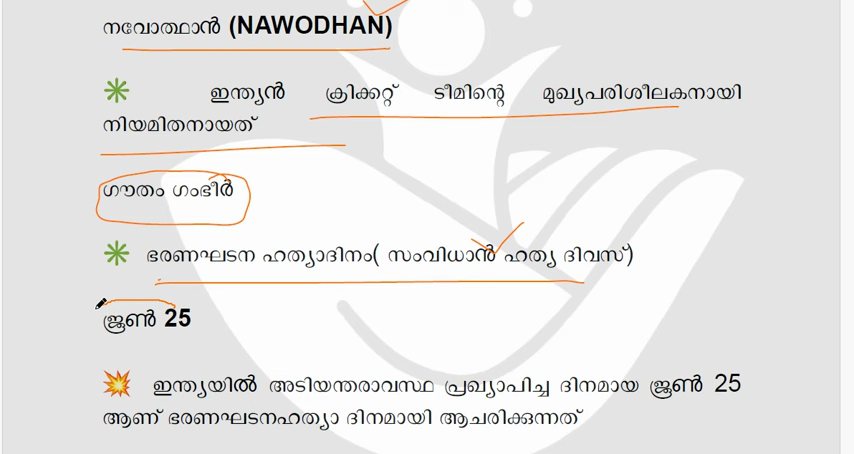 നവോത്ഥാൻ (NAWODHAN)
✳️ ഇന്ത്യൻ ക്രിക്കറ്റ് ടീമിന്റെ മുഖ്യപരിശീലകനായി
നിയമിതനായത്
ഗൗതം ഗംഭീർ
✳️ ഭരണഘടന ഹത്യാദിനം( സംവിധാൻ ഹത്യ ദിവസ്)
ജൂൺ 25
💥 ഇന്ത്യയിൽ അടിയന്തരാവസ്ഥ പ്രഖ്യാപിച്ച ദിനമായ ജൂൺ 25
ആണ് ഭരണഘടനഹത്യാ ദിനമായി ആചരിക്കുന്നത്